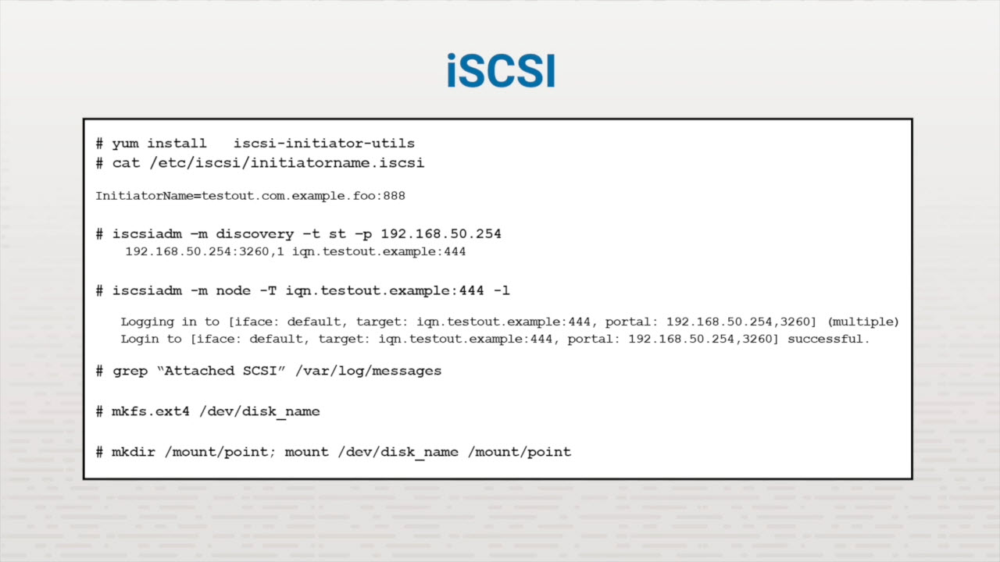 iSCSI
# yum install   iscsi-initiator-utils
# cat /etc/iscsi/initiatorname.iscsi
InitiatorName=testout.com.example.foo:888
# iscsiadm –m discovery –t st –p 192.168.50.254
192.168.50.254:3260,1 iqn.testout.example:444
# iscsiadm -m node -T iqn.testout.example:444 -l
Logging in to [iface: default, target: iqn.testout.example:444, portal: 192.168.50.254,3260] (multiple)
Login to [iface: default, target: iqn.testout.example:444, portal: 192.168.50.254,3260] successful.
# grep “Attached SCSI” /var/log/messages
# mkfs.ext4 /dev/disk_name
# mkdir /mount/point; mount /dev/disk_name /mount/point